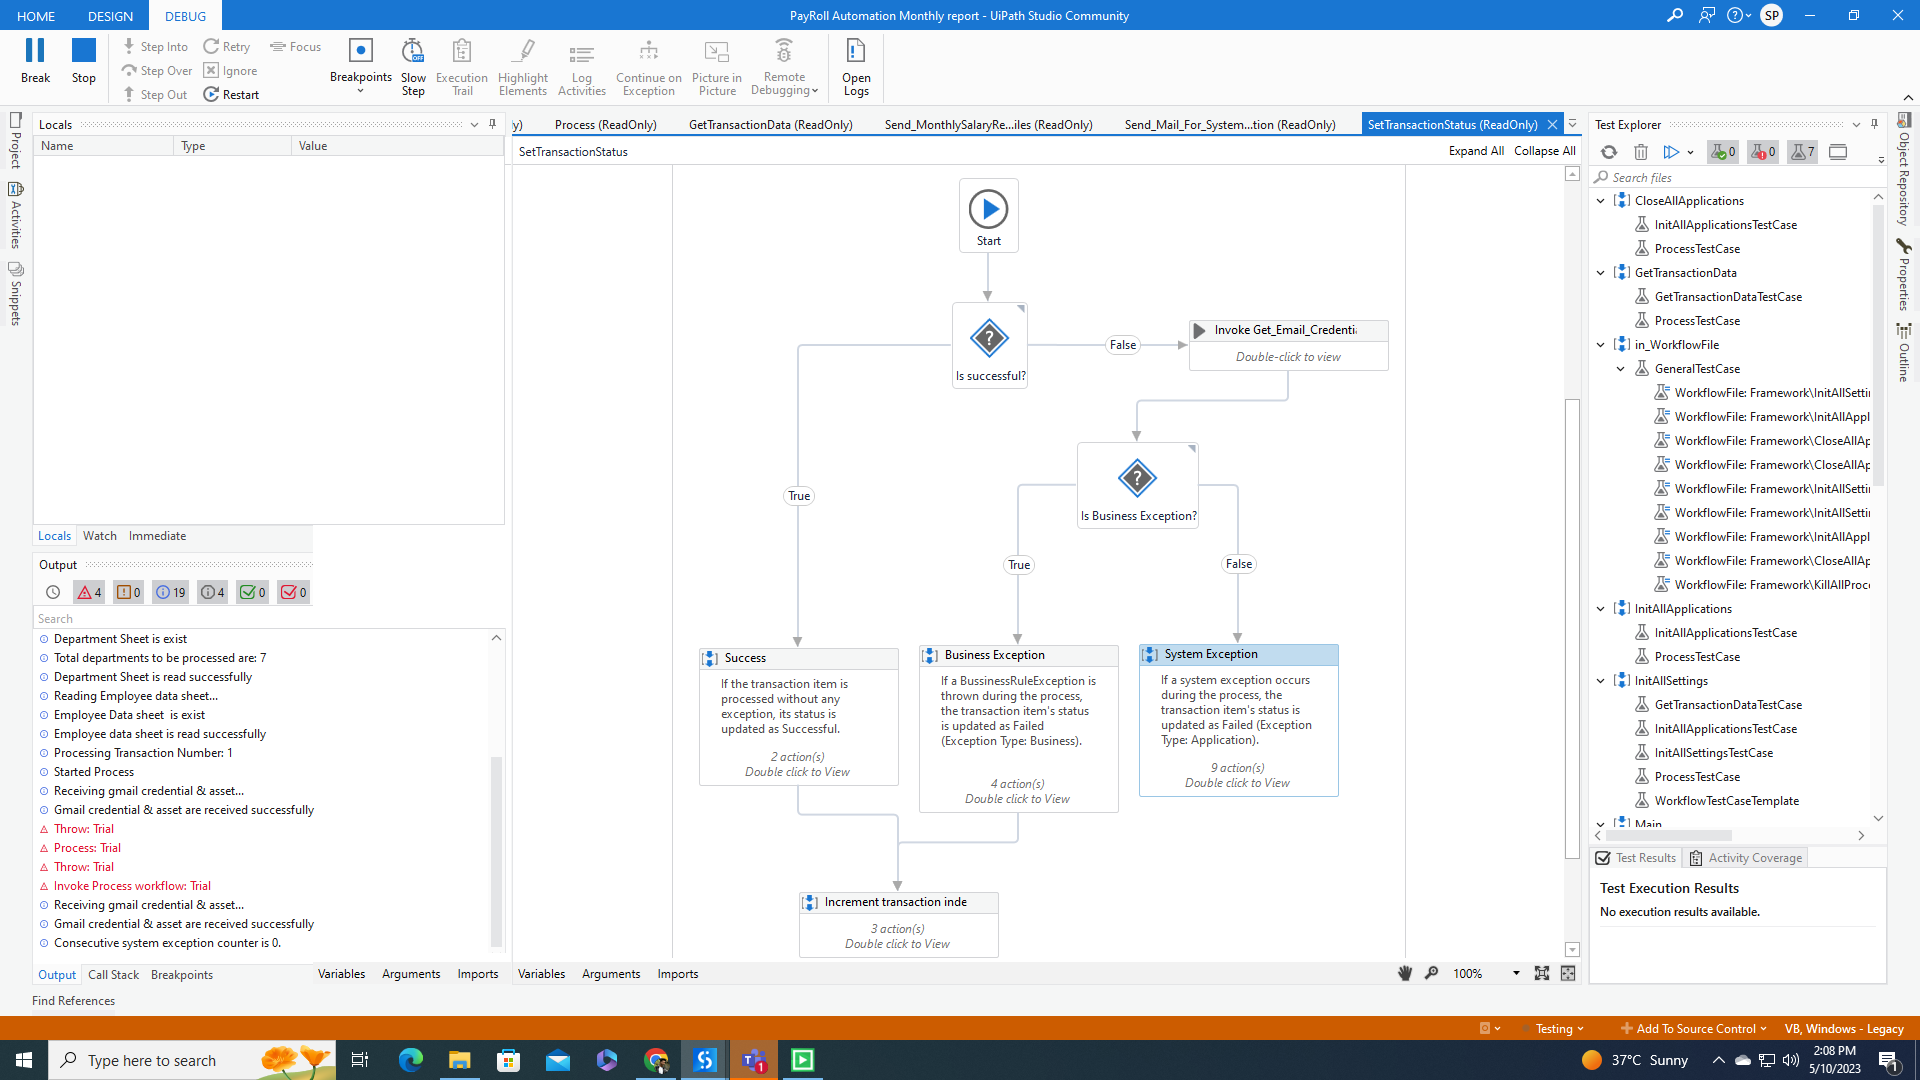 HOME DESIGN DEBUG
PayRoll Automation Monthly report - UiPath Studio Community
SP
Break Stop
Step Into Retry Focus
Step Over Ignore
Step Out Restart
Breakpoints Slow Step Execution Trail Highlight Elements Log Activities Continue on Exception Picture in Picture Remote Debugging Open Logs
Project
Activities
Snippets
Locals
Name Type Value
Locals Watch Immediate
Output
4 0 19 4 0 0
Search
Department Sheet is exist
Total departments to be processed are: 7
Department Sheet is read successfully
Reading Employee data sheet...
Employee Data sheet is exist
Employee data sheet is read successfully
Processing Transaction Number: 1
Started Process
Receiving gmail credential & asset...
Gmail credential & asset are received successfully
Throw: Trial
Process: Trial
Throw: Trial
Invoke Process workflow: Trial
Receiving gmail credential & asset...
Gmail credential & asset are received successfully
Consecutive system exception counter is 0.
Output Call Stack Breakpoints
Variables Arguments Imports
Find References
y) Process (ReadOnly) GetTransactionData (ReadOnly) Send_MonthlySalaryRe...iles (ReadOnly) Send_Mail_For_System...tion (ReadOnly) SetTransactionStatus (ReadOnly)
SetTransactionStatus
Expand All Collapse All
Start
Is successful?
False
Invoke Get_Email_Credentia
Double-click to view
True
Is Business Exception?
True
False
Success
If the transaction item is
processed without any
exception, its status is
updated as Successful.
2 action(s)
Double click to View
Business Exception
If a BussinessRuleException is
thrown during the process,
the transaction item's status
is updated as Failed
(Exception Type: Business).
4 action(s)
Double click to View
System Exception
If a system exception occurs
during the process, the
transaction item's status is
updated as Failed (Exception
Type: Application).
9 action(s)
Double click to View
Increment transaction inde
3 action(s)
Double click to View
Variables Arguments Imports
100%
Test Explorer
0 0 7
Search files
CloseAllApplications
InitAllApplicationsTestCase
ProcessTestCase
GetTransactionData
GetTransactionDataTestCase
ProcessTestCase
in_WorkflowFile
GeneralTestCase
WorkflowFile: Framework\InitAllSettin
WorkflowFile: Framework\InitAllAppl
WorkflowFile: Framework\CloseAllAp
WorkflowFile: Framework\CloseAllAp
WorkflowFile: Framework\InitAllSettin
WorkflowFile: Framework\InitAllSettin
WorkflowFile: Framework\InitAllAppl
WorkflowFile: Framework\CloseAllAp
WorkflowFile: Framework\KillAllProce
InitAllApplications
InitAllApplicationsTestCase
ProcessTestCase
InitAllSettings
GetTransactionDataTestCase
InitAllApplicationsTestCase
InitAllSettingsTestCase
ProcessTestCase
WorkflowTestCaseTemplate
Main
Test Results Activity Coverage
Test Execution Results
No execution results available.
Object Repository
Properties
Outline
Testing Add To Source Control VB, Windows - Legacy
Type here to search
1
37°C Sunny
2:08 PM
5/10/2023
1